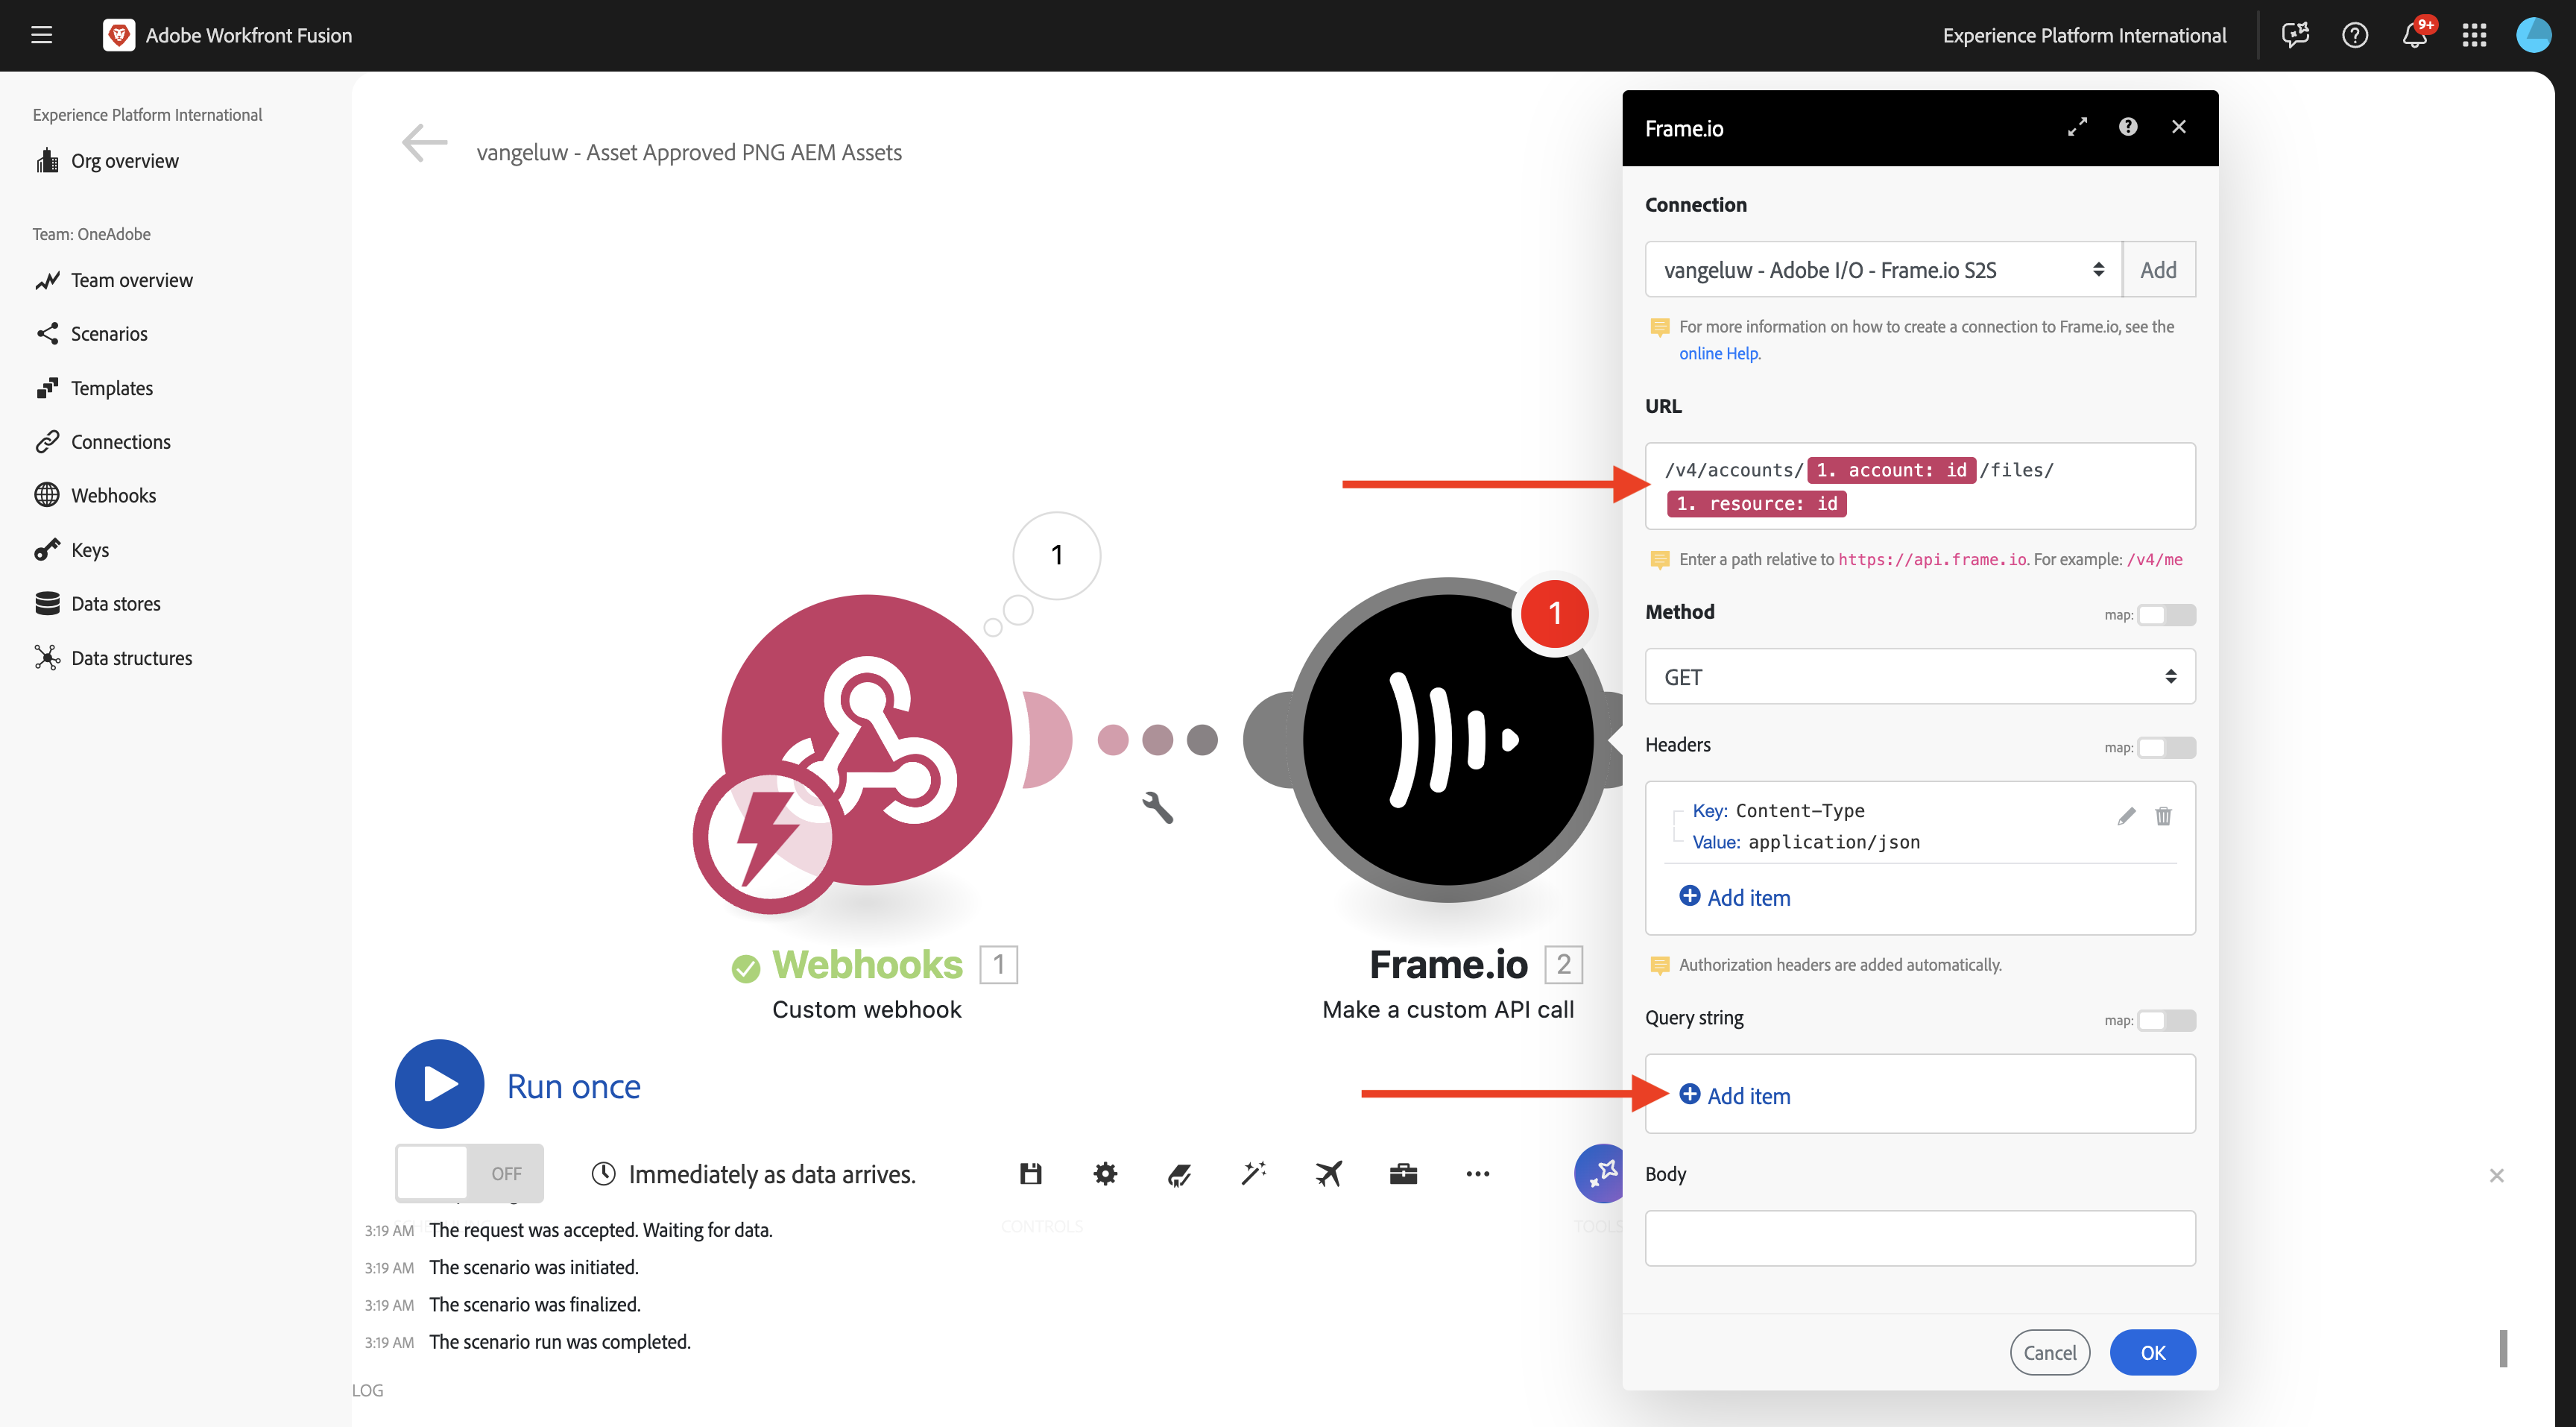 Adobe Workfront Fusion
Experience Platform International
9+
Experience Platform International
Org overview
Team: OneAdobe
Team overview
Scenarios
Templates
Connections
Webhooks
Keys
Data stores
Data structures
vangeluw - Asset Approved PNG AEM Assets
1
1
Webhooks 1
Custom webhook
Frame.io 2
Make a custom API call
Run once
OFF
Immediately as data arrives.
CONTROLS
TOOLS
3:19 AM The request was accepted. Waiting for data.
3:19 AM The scenario was initiated.
3:19 AM The scenario was finalized.
3:19 AM The scenario run was completed.
LOG
Frame.io
Connection
vangeluw - Adobe I/O - Frame.io S2S
Add
For more information on how to create a connection to Frame.io, see the
online Help.
URL
/v4/accounts/ 1. account: id /files/
1. resource: id
Enter a path relative to https://api.frame.io. For example: /v4/me
Method
map:
GET
Headers
map:
Key: Content-Type
Value: application/json
Add item
Authorization headers are added automatically.
Query string
map:
Add item
Body
Cancel
OK